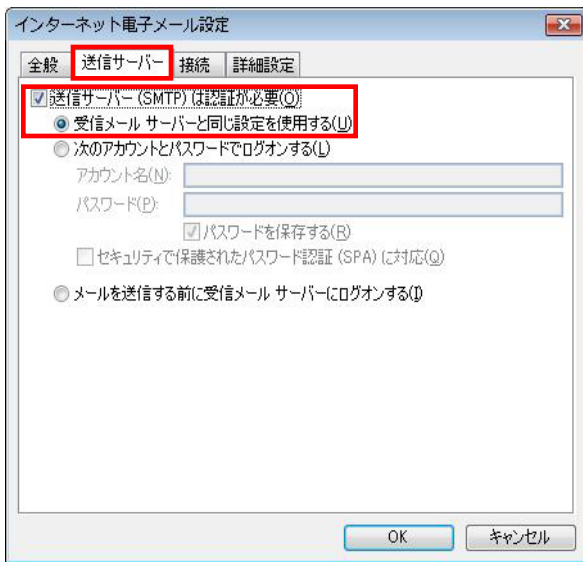 インターネット電子メール設定
全般 送信サーバー 接続 詳細設定
送信サーバー (SMTP) は認証が必要(O)
受信メール サーバーと同じ設定を使用する(U)
次のアカウントとパスワードでログオンする(L)
アカウント名(N):
パスワード(P):
パスワードを保存する(R)
セキュリティで保護されたパスワード認証 (SPA) に対応(Q)
メールを送信する前に受信メール サーバーにログオンする(I)
OK キャンセル